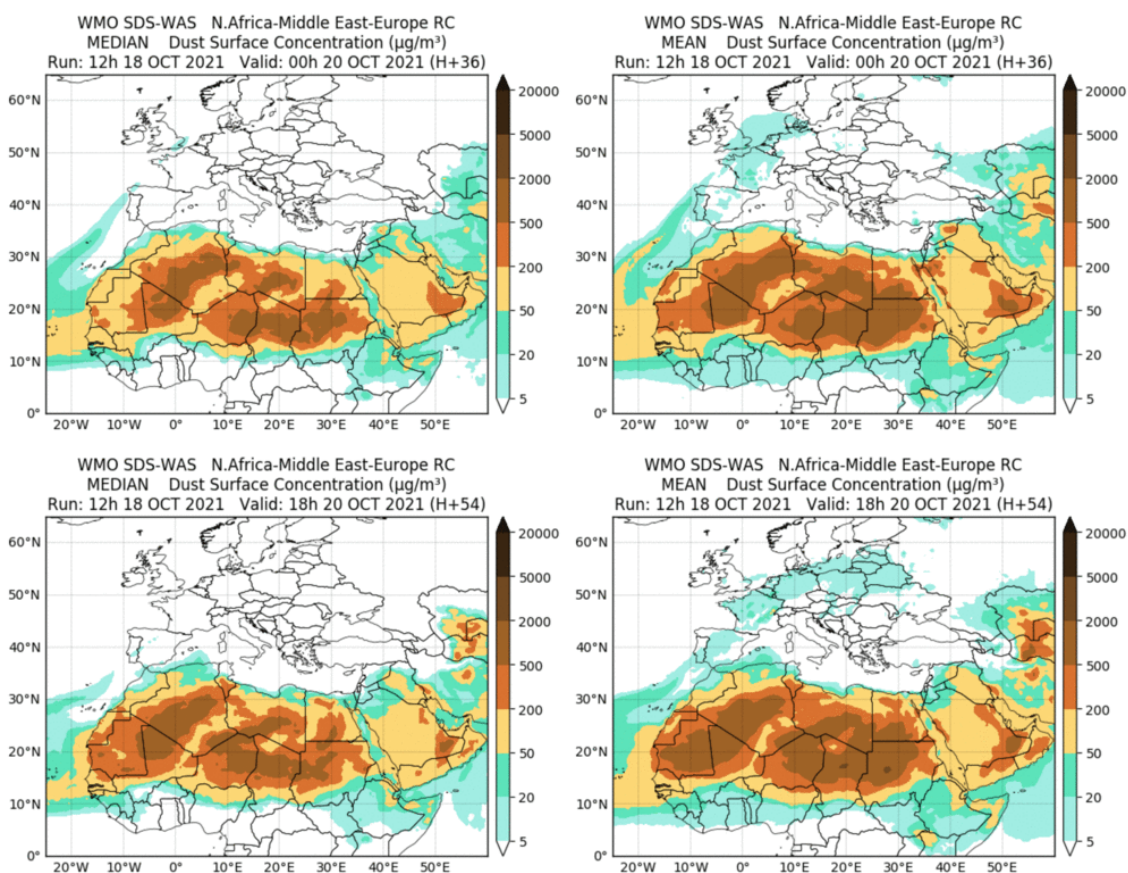 WMO SDS-WAS N.Africa-Middle East-Europe RC
MEDIAN Dust Surface Concentration (µg/m³)
Run: 12h 18 OCT 2021 Valid: 00h 20 OCT 2021 (H+36)
60°N
50°N
40°N
30°N
20°N
10°N
0°
20°W 10°W 0° 10°E 20°E 30°E 40°E 50°E
20000
5000
2000
500
200
50
20
5
WMO SDS-WAS N.Africa-Middle East-Europe RC
MEAN Dust Surface Concentration (µg/m³)
Run: 12h 18 OCT 2021 Valid: 00h 20 OCT 2021 (H+36)
60°N
50°N
40°N
30°N
20°N
10°N
0°
20°W 10°W 0° 10°E 20°E 30°E 40°E 50°E
20000
5000
2000
500
200
50
20
5
WMO SDS-WAS N.Africa-Middle East-Europe RC
MEDIAN Dust Surface Concentration (µg/m³)
Run: 12h 18 OCT 2021 Valid: 18h 20 OCT 2021 (H+54)
60°N
50°N
40°N
30°N
20°N
10°N
0°
20°W 10°W 0° 10°E 20°E 30°E 40°E 50°E
20000
5000
2000
500
200
50
20
5
WMO SDS-WAS N.Africa-Middle East-Europe RC
MEAN Dust Surface Concentration (µg/m³)
Run: 12h 18 OCT 2021 Valid: 18h 20 OCT 2021 (H+54)
60°N
50°N
40°N
30°N
20°N
10°N
0°
20°W 10°W 0° 10°E 20°E 30°E 40°E 50°E
20000
5000
2000
500
200
50
20
5